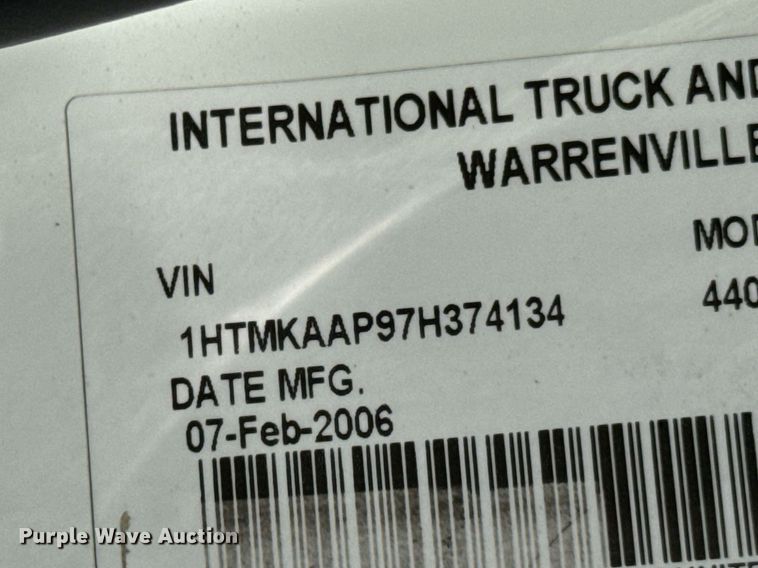 INTERNATIONAL TRUCK AND
WARRENVILLE
VIN
MOD
1HTMKAAP97H374134
440
DATE MFG.
07-Feb-2006
Purple Wave Auction